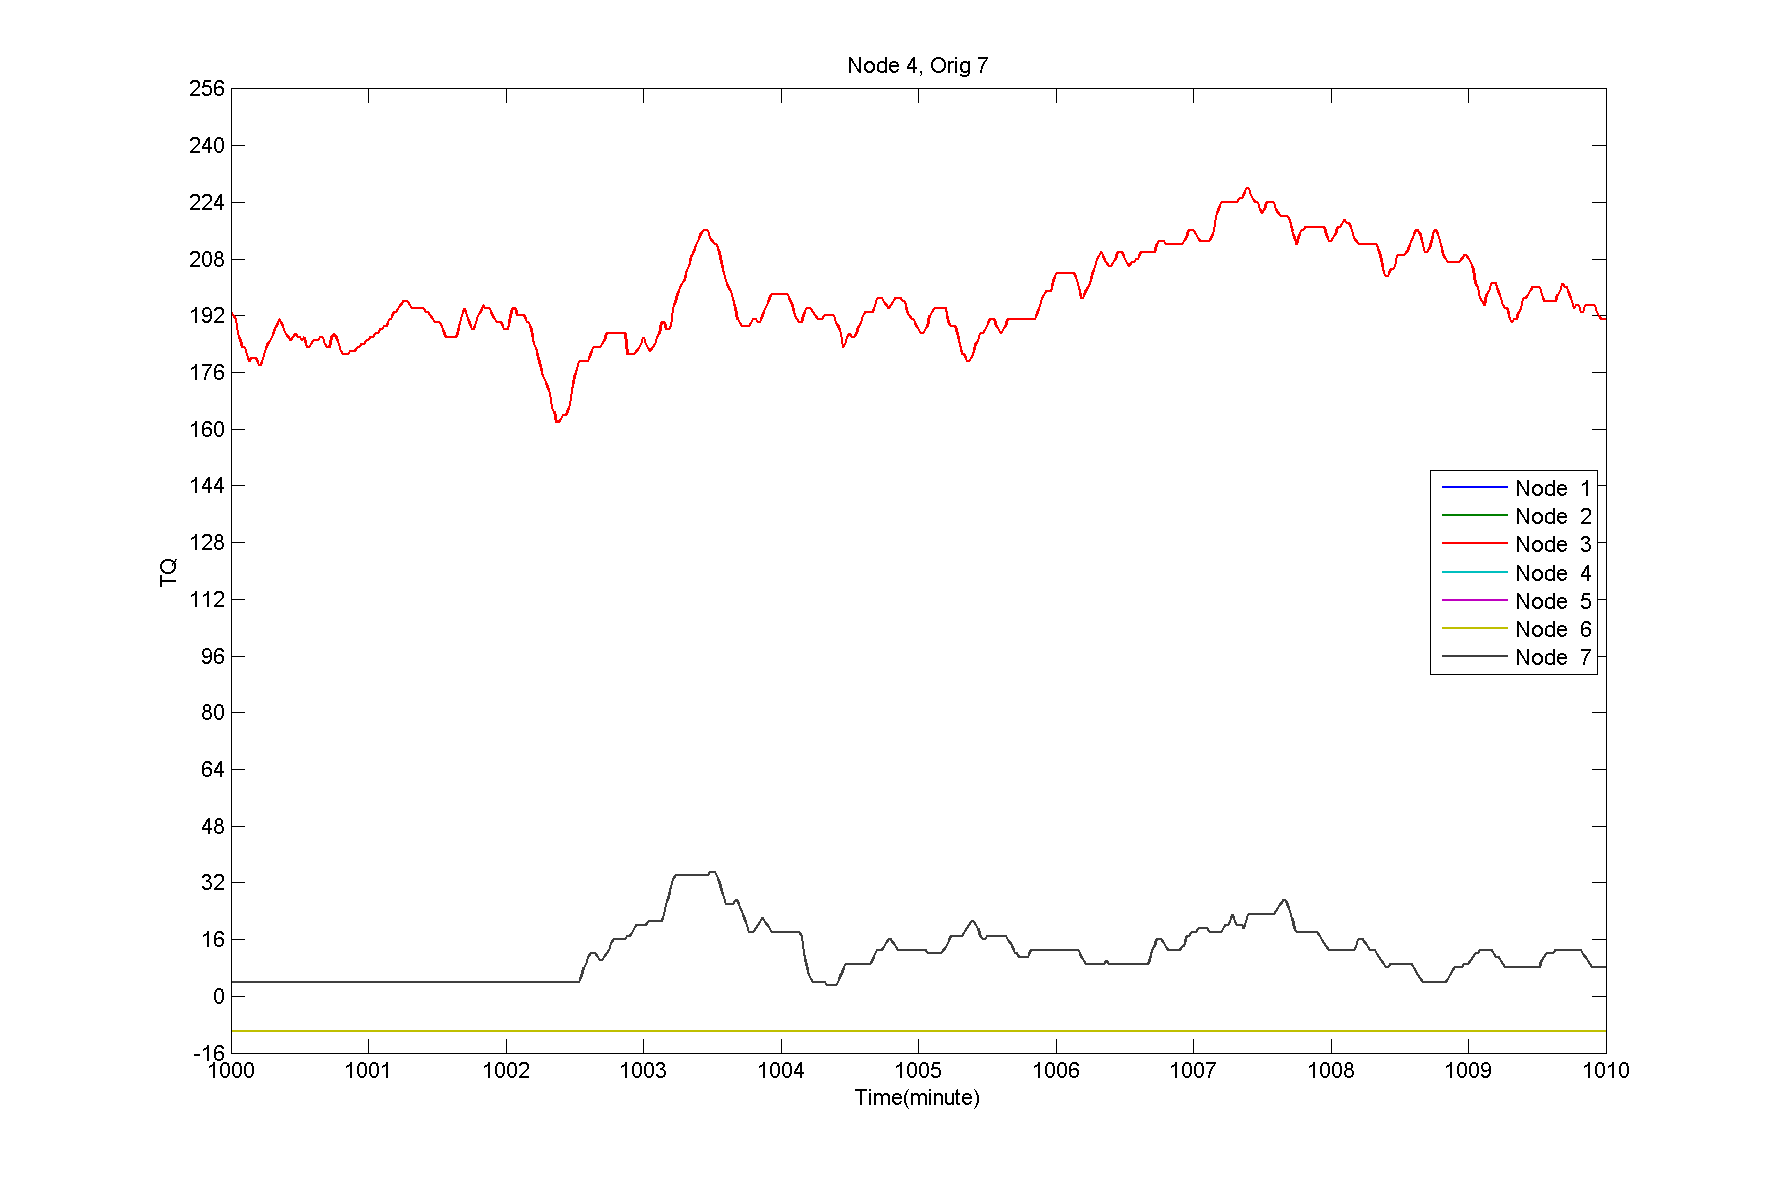 Node 4, Orig 7
256
240
224
208
192
176
160
144
128
112
96
80
64
48
32
16
0
-16
TQ
Node 1
Node 2
Node 3
Node 4
Node 5
Node 6
Node 7
1000 1001 1002 1003 1004 1005 1006 1007 1008 1009 1010
Time(minute)